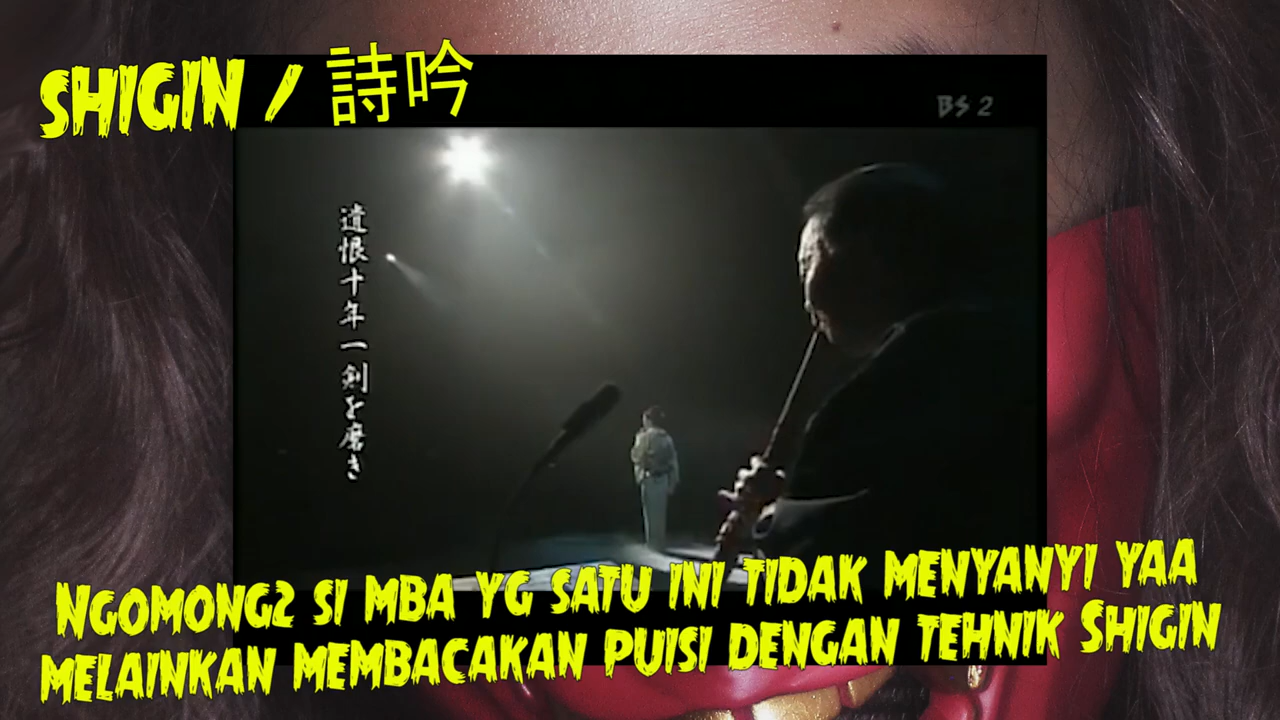 SHIGIN / 詩吟
BS 2
遺恨十年一剣を磨き
NGOMONG2 SI MBA YG SATU INI TIDAK MENYANYI YAA
MELAINKAN MEMBACAKAN PUISI DENGAN TEHNIK SHIGIN